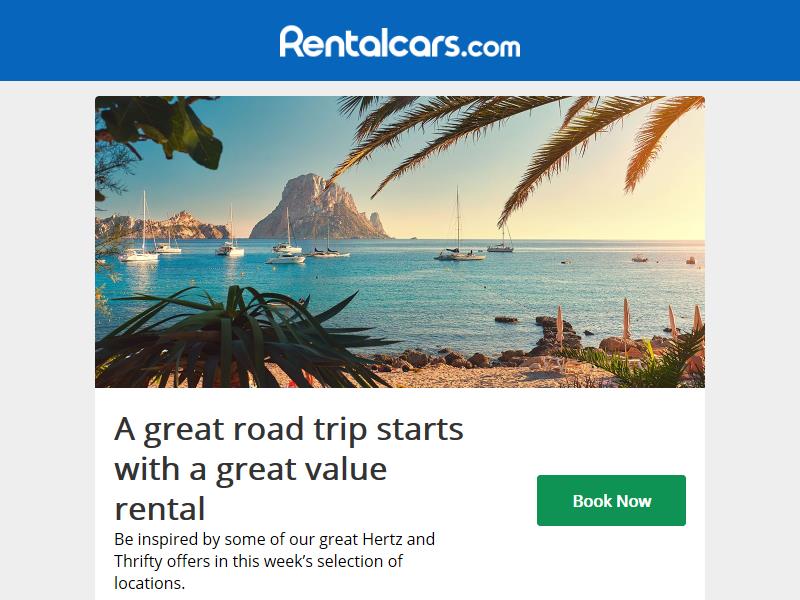 Rentalcars.com
A great road trip starts
with a great value
rental
Book Now
Be inspired by some of our great Hertz and
Thrifty offers in this week’s selection of
locations.